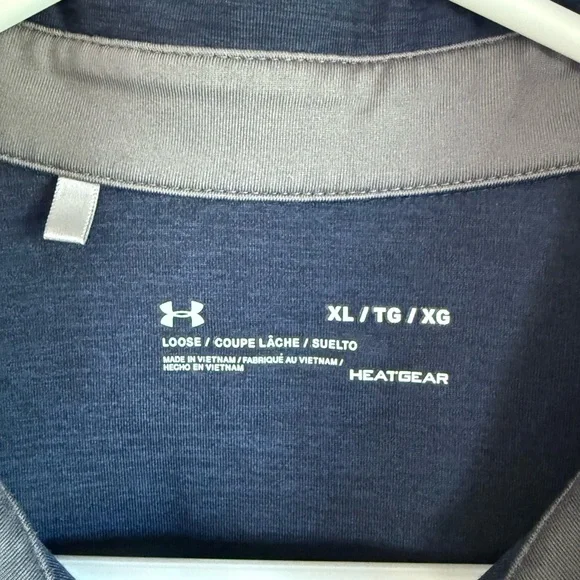 XL / TG / XG
LOOSE / COUPE LÂCHE / SUELTO
MADE IN VIETNAM / FABRIQUÉ AU VIETNAM /
HECHO EN VIETNAM
HEATGEAR